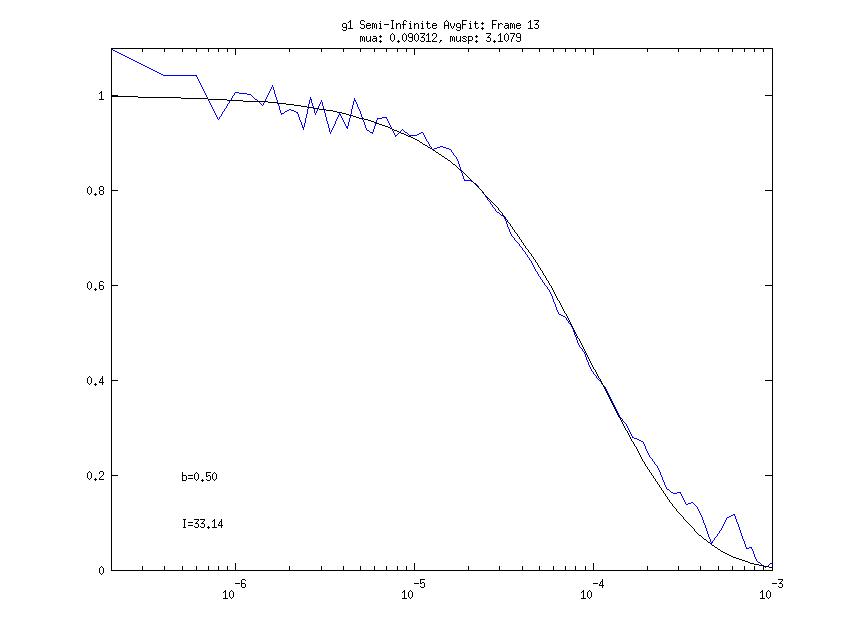 g1 Semi-Infinite AvgFit: Frame 13
mua: 0.090312, musp: 3.1079
1
0.8
0.6
0.4
0.2
0
b=0.50
I=33.14
10^-6
10^-5
10^-4
10^-3